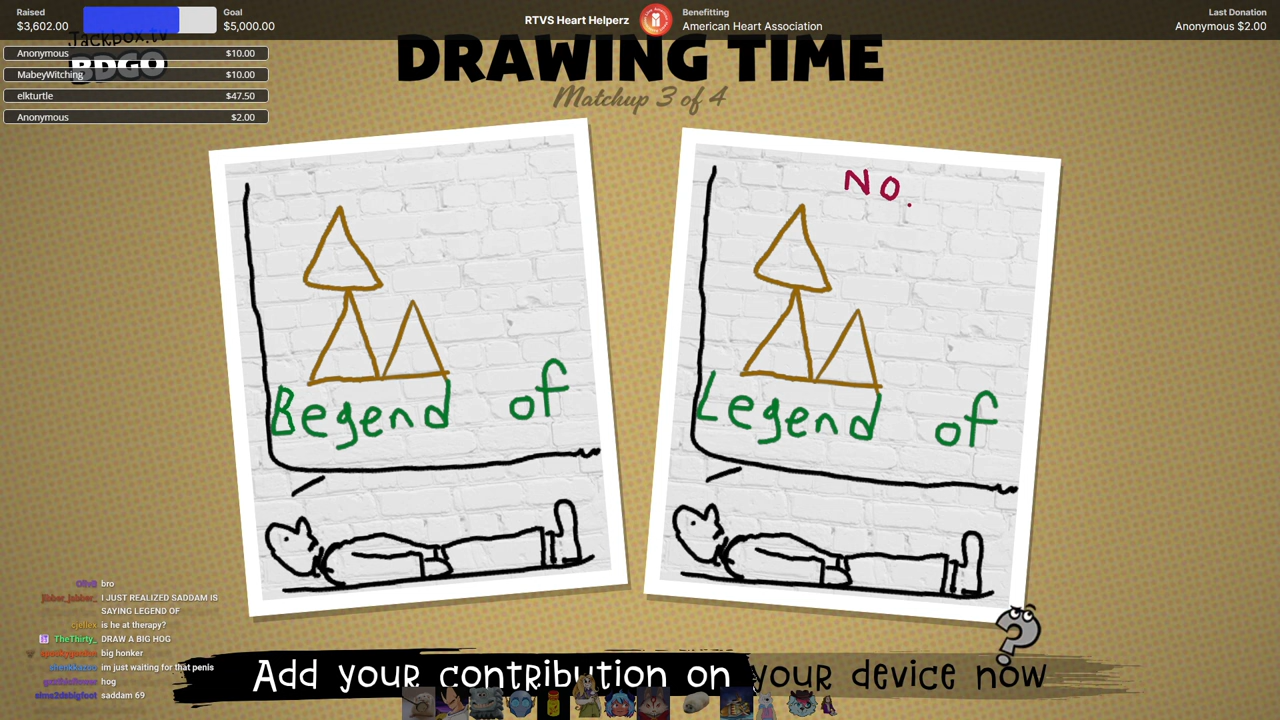 Raised
$3,602.00
Goal
$5,000.00
RTVS Heart Helperz
Benefitting
American Heart Association
Last Donation
Anonymous $2.00
Jackbox.tv
BDGO
Anonymous $10.00
MabeyWitching $10.00
elkturtle $47.50
Anonymous $2.00
DRAWING TIME
Matchup 3 of 4
Begend of
NO.
Legend of
bro
jibber_jabber_ I JUST REALIZED SADDAM IS
SAYING LEGEND OF
is he at therapy?
TheThirty_ DRAW A BIG HOG
big honker
im just waiting for that penis
hog
saddam 69
Add your contribution on your device now